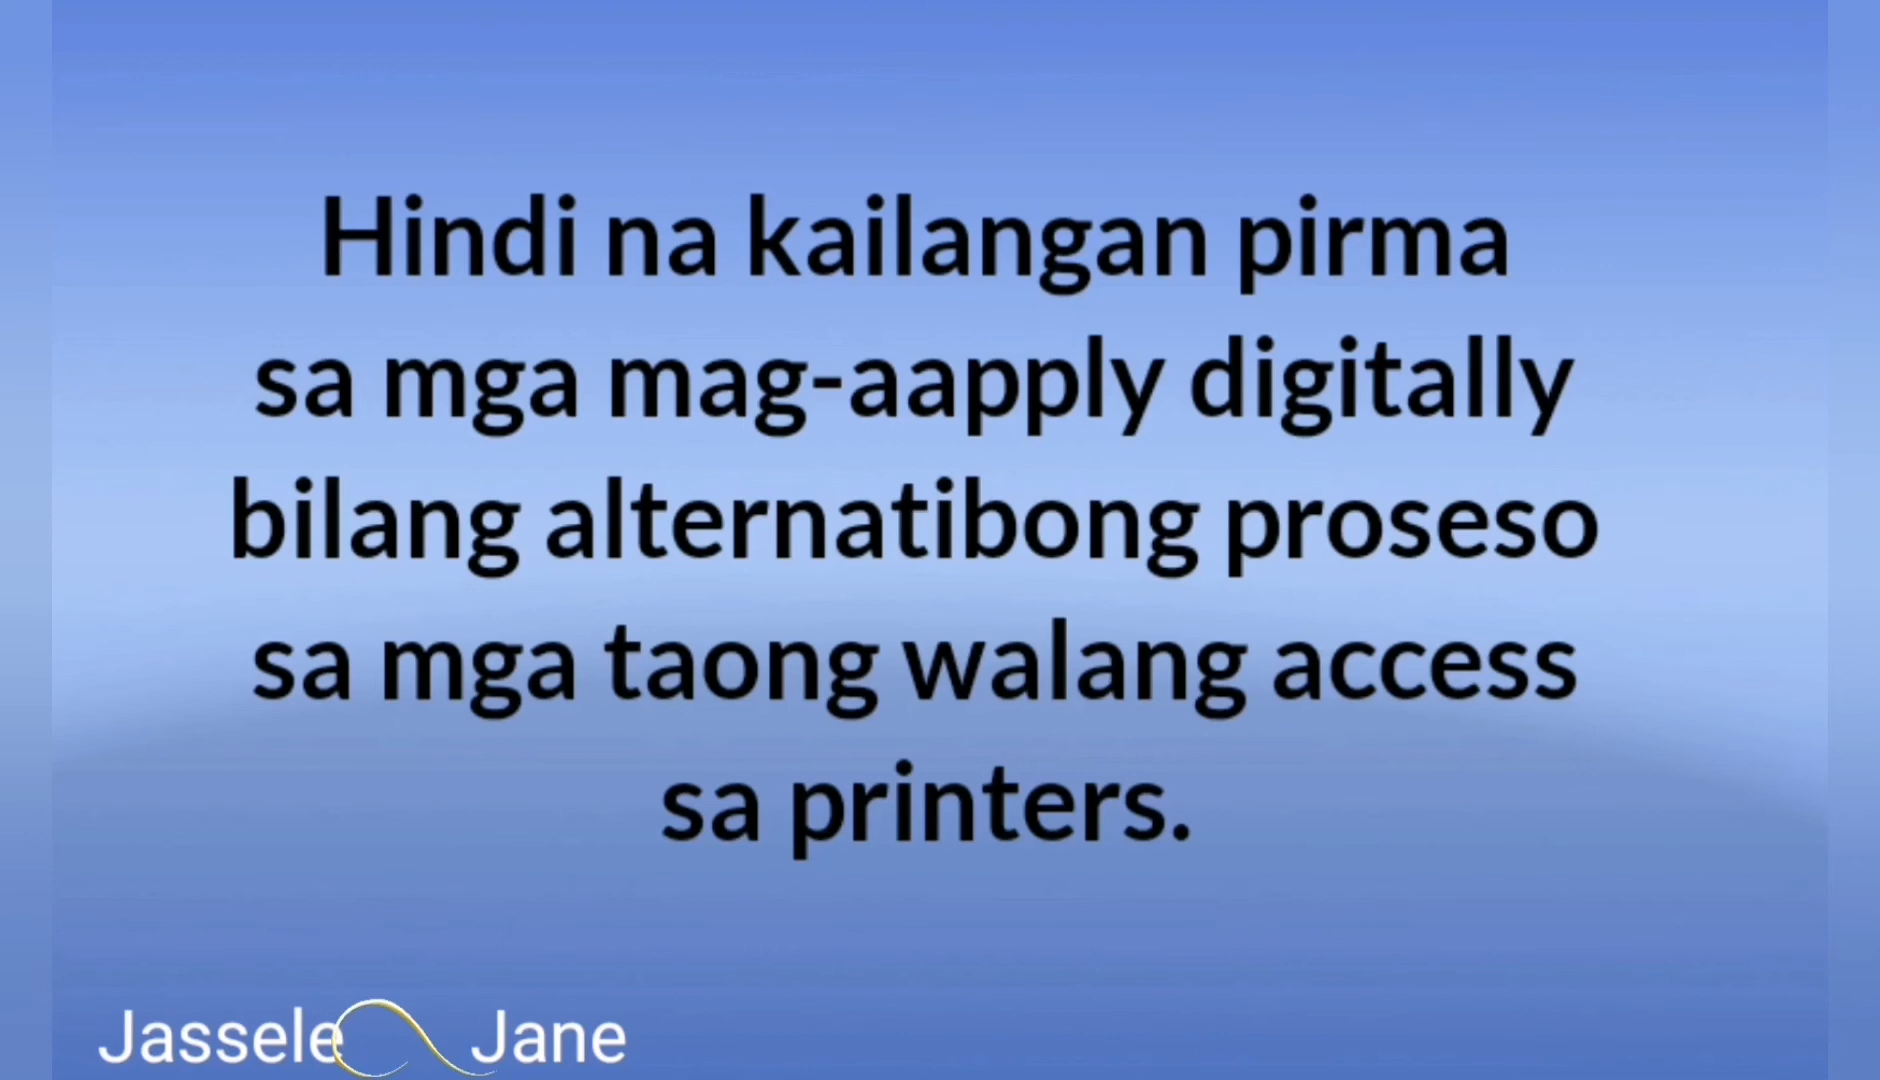 Hindi na kailangan pirma
sa mga mag-aapply digitally
bilang alternatibong proseso
sa mga taong walang access
sa printers.
Jassele Jane